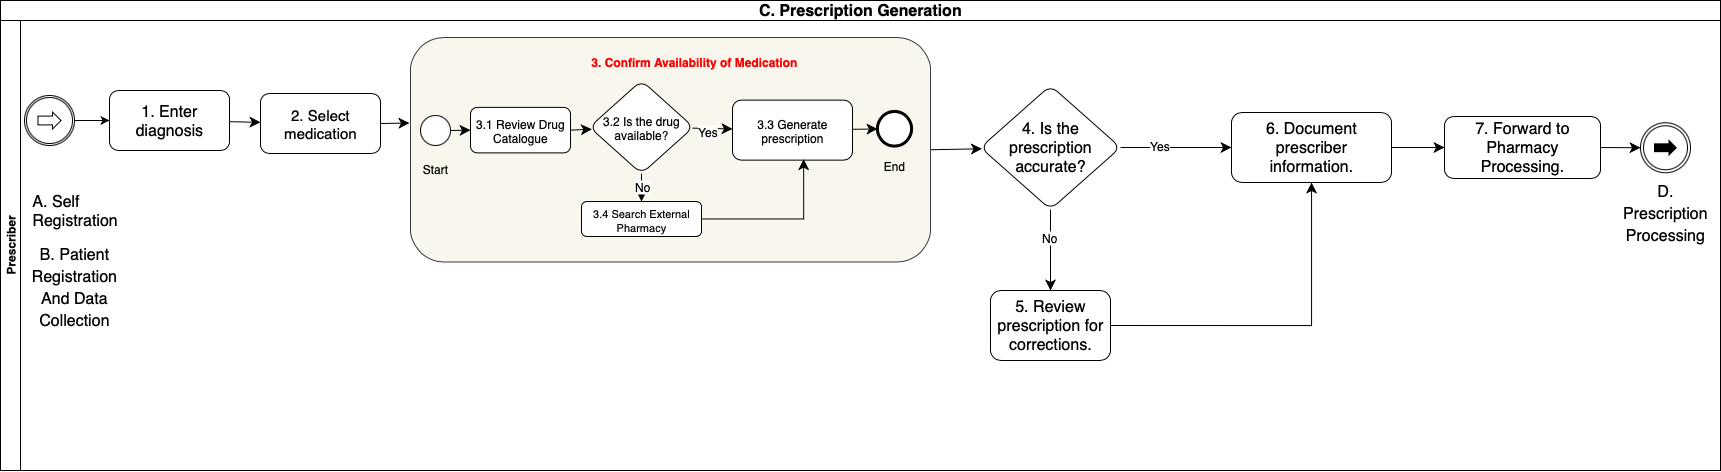 C. Prescription Generation
Prescriber
A. Self
Registration
B. Patient
Registration
And Data
Collection
1. Enter
diagnosis
2. Select
medication
3. Confirm Availability of Medication
Start
3.1 Review Drug
Catalogue
3.2 Is the drug
available?
Yes
No
3.3 Generate
prescription
3.4 Search External
Pharmacy
End
4. Is the
prescription
accurate?
Yes
No
5. Review
prescription for
corrections.
6. Document
prescriber
information.
7. Forward to
Pharmacy
Processing.
D.
Prescription
Processing